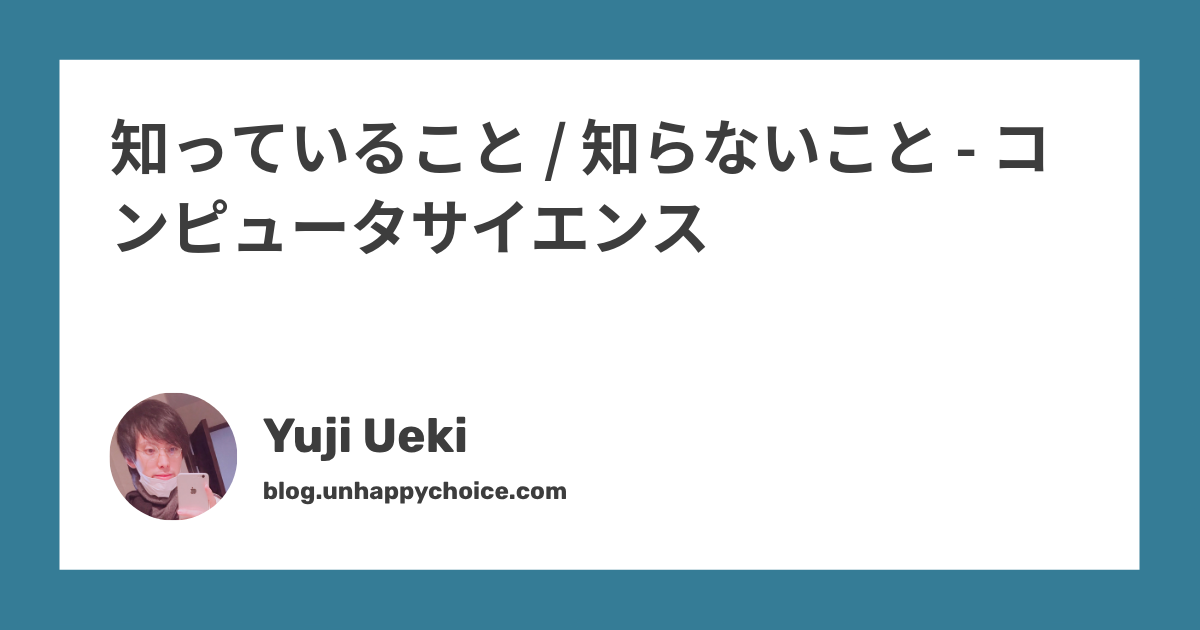 知っていること / 知らないこと - コ
ンピュータサイエンス
Yuji Ueki
blog.unhappychoice.com